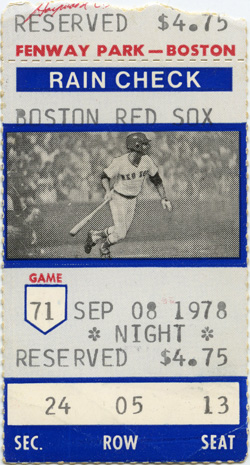 RESERVED $4.75
FENWAY PARK—BOSTON
RAIN CHECK
BOSTON RED SOX
RED SOX
GAME
71 SEP 08 1978
* NIGHT *
RESERVED $4.75
24 05 13
SEC. ROW SEAT